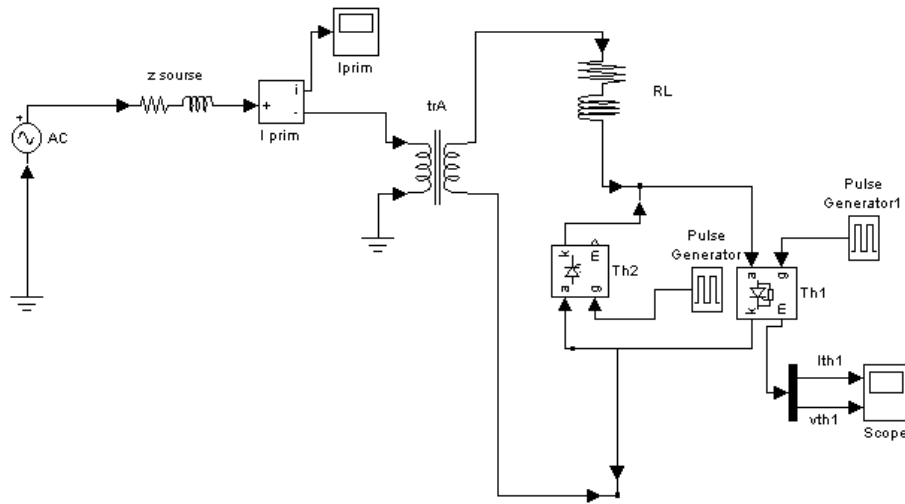 Iprim
z sourse
RL
i
trA
+
-
+
AC
I prim
Pulse
Generator1
Pulse
Generator
k
m
Th2
a
g
a
g
Th1
k
m
Ith1
vth1
Scope